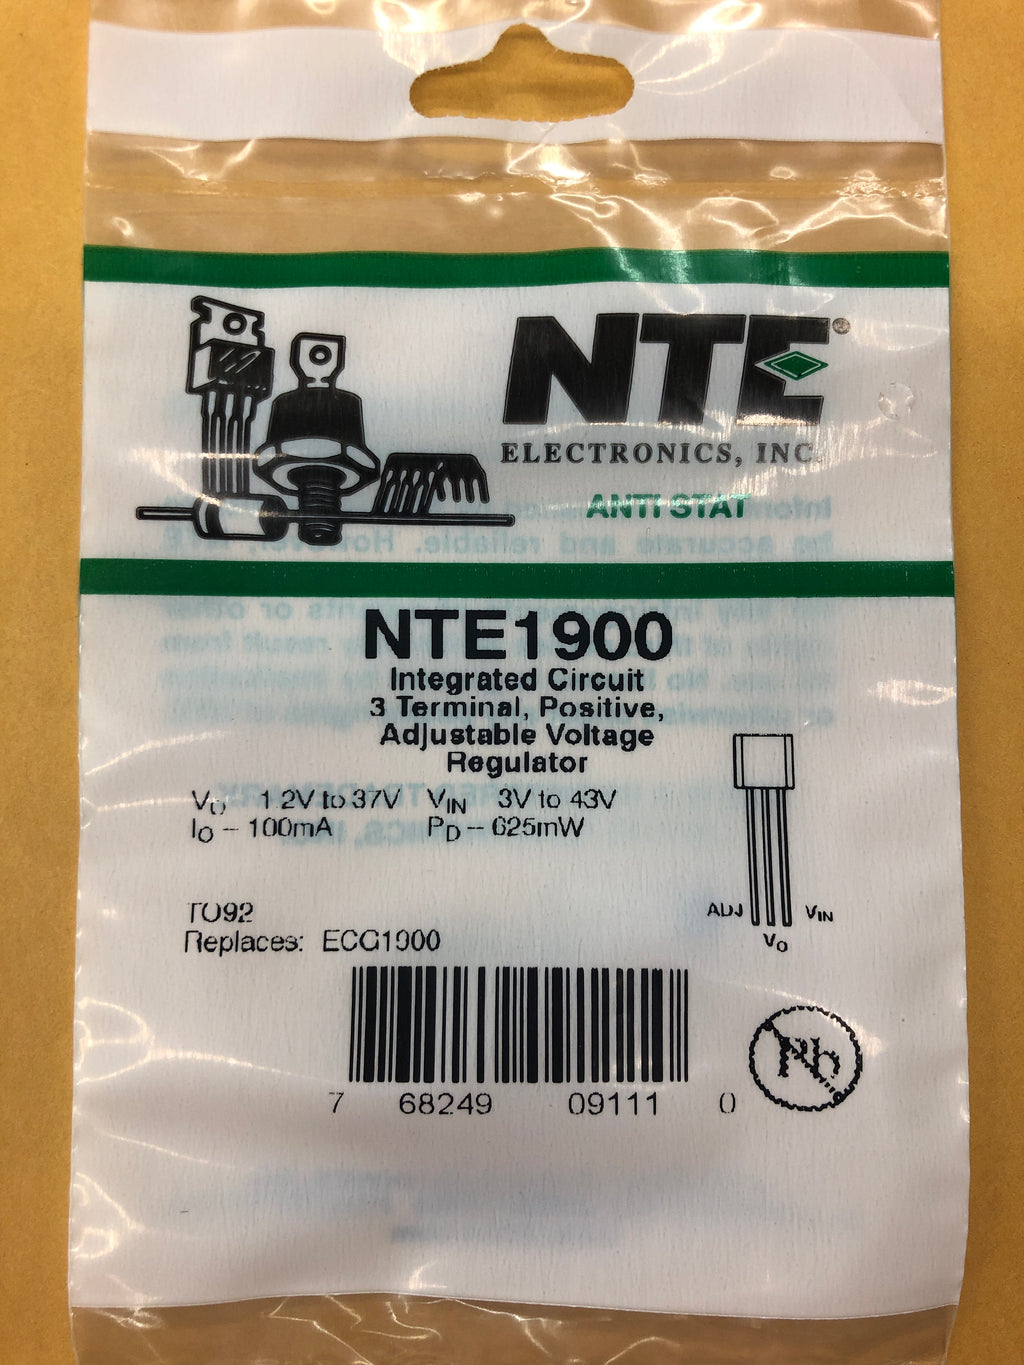 NTE®
ELECTRONICS, INC.
ANTI STAT
NTE1900
Integrated Circuit
3 Terminal, Positive,
Adjustable Voltage
Regulator
VO 1.2V to 37V VIN 3V to 43V
IO – 100mA PD – 625mW
TO92
Replaces: ECG1900
ADJ VIN
VO
7 68249 09111 0
Pb